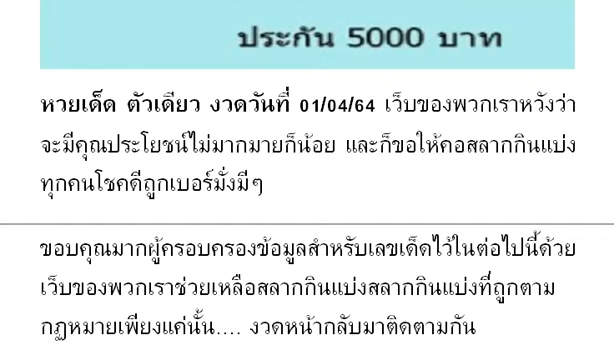 ประกัน 5000 บาท
หวยเด็ด ตัวเดียว งวดวันที่ 01/04/64 เว็บของพวกเราหวังว่า
จะมีคุณประโยชน์ไม่มากมายก็น้อย และก็ขอให้คอสลากกินแบ่ง
ทุกคนโชคดีถูกเบอร์มั่งมีๆ
ขอบคุณมากผู้ครอบครองข้อมูลสำหรับเลขเด็ดไว้ในต่อไปนี้ด้วย
เว็บของพวกเราช่วยเหลือสลากกินแบ่งสลากกินแบ่งที่ถูกตาม
กฎหมายเพียงแค่นั้น.... งวดหน้ากลับมาติดตามกัน